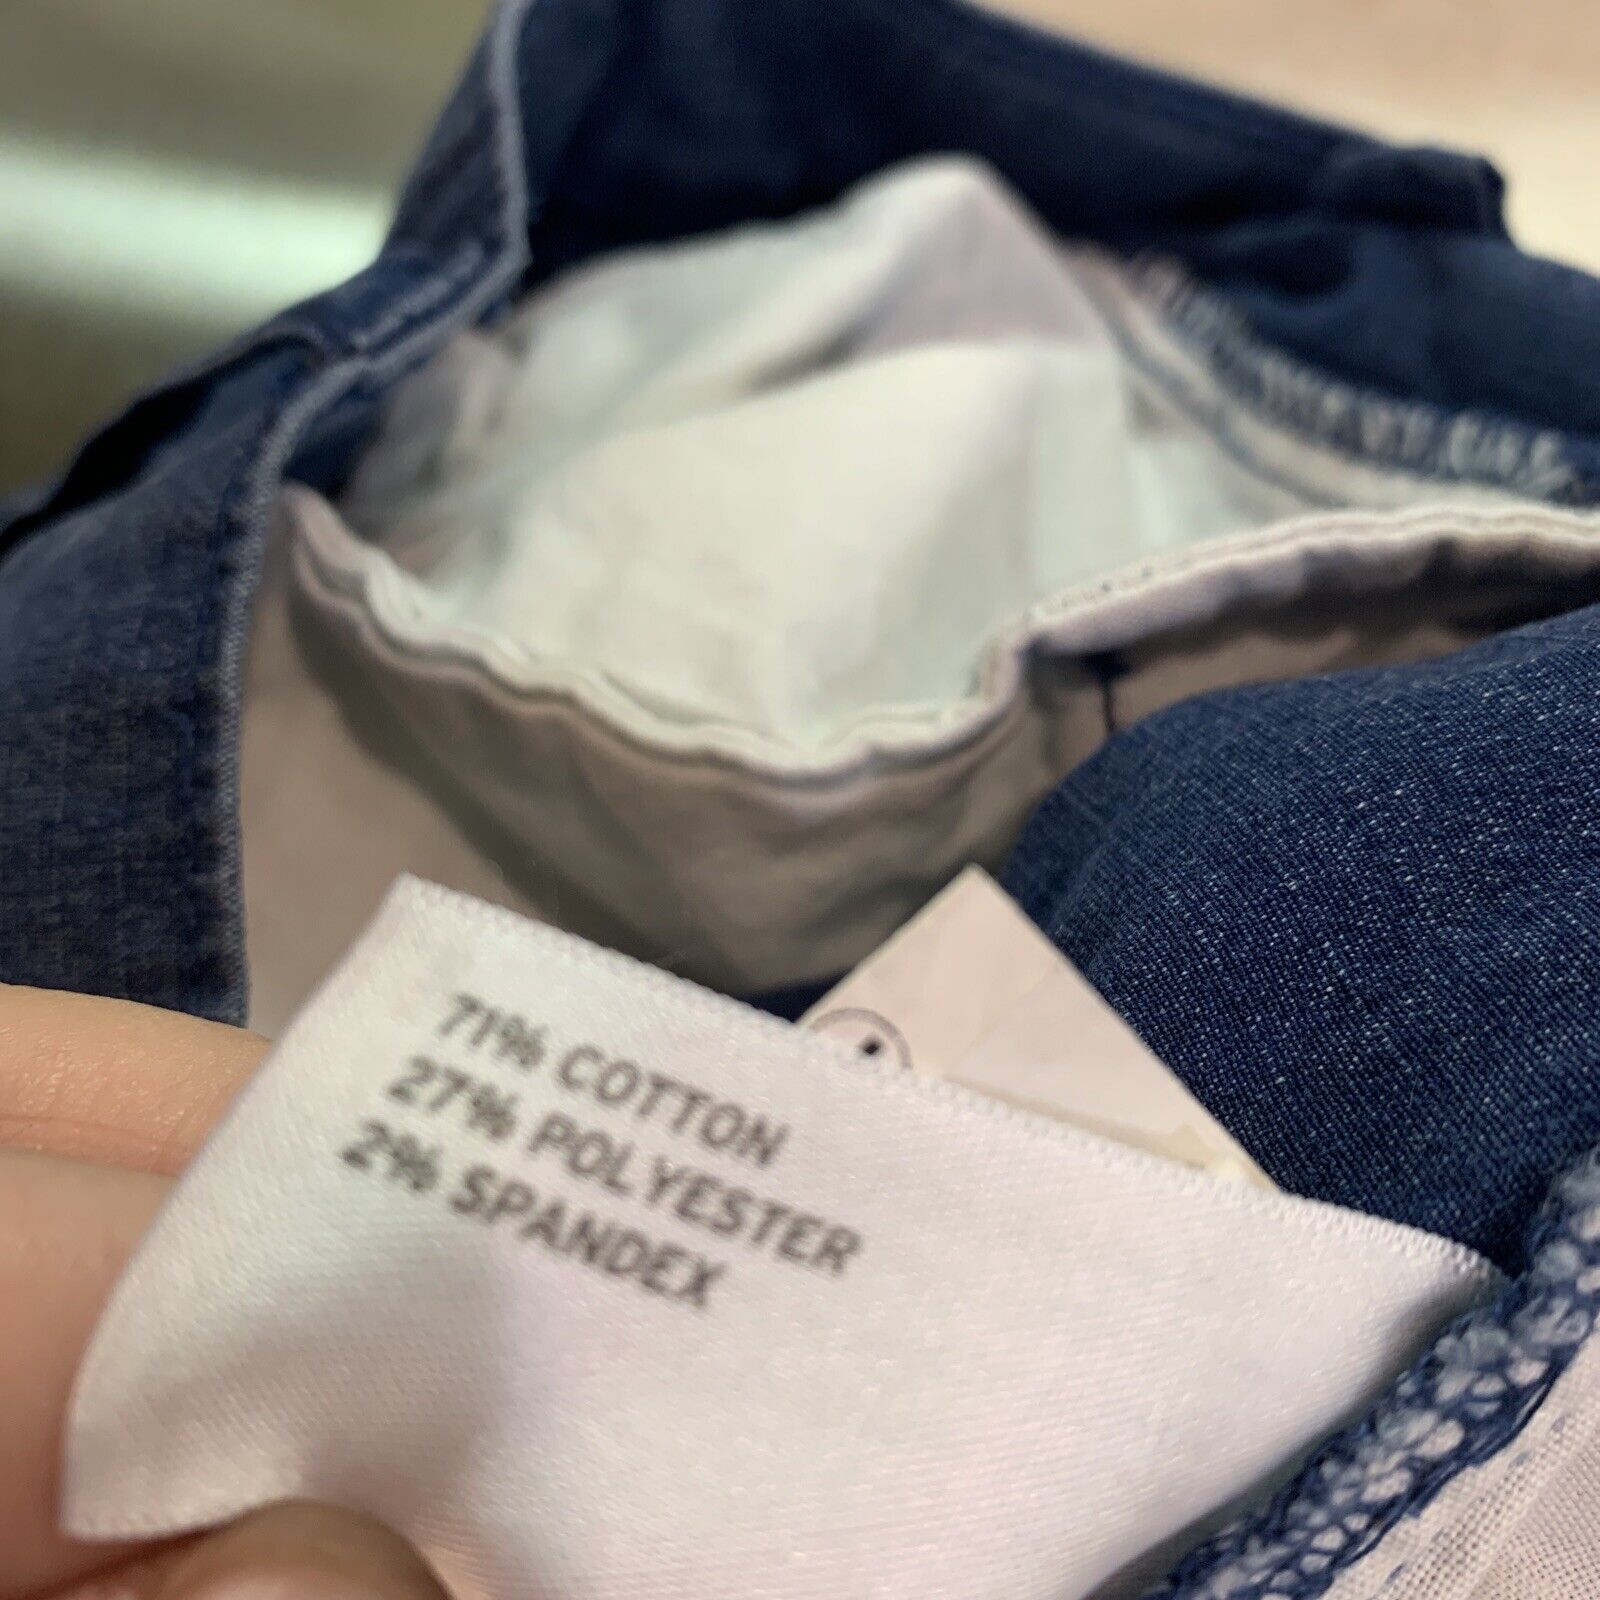 71% COTTON
27% POLYESTER
2% SPANDEX